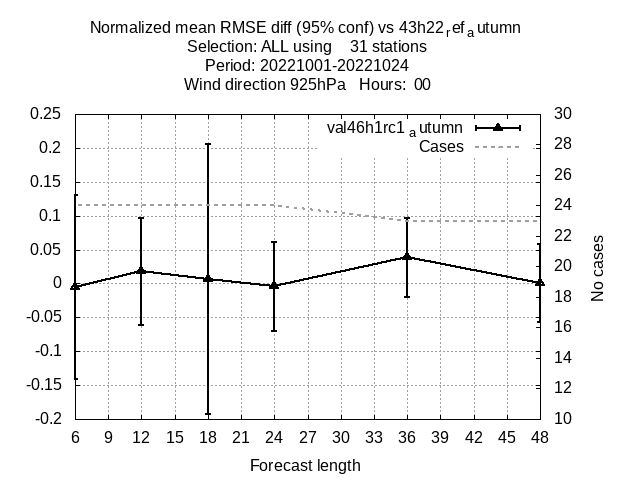 Normalized mean RMSE diff (95% conf) vs 43h22refautumn
Selection: ALL using 31 stations
Period: 20221001-20221024
Wind direction 925hPa Hours: 00
val46h1rc1autumn
Cases
0.25
0.2
0.15
0.1
0.05
0
-0.05
-0.1
-0.15
-0.2
30
28
26
24
22
20
18
16
14
12
10
No cases
6 9 12 15 18 21 24 27 30 33 36 39 42 45 48
Forecast length